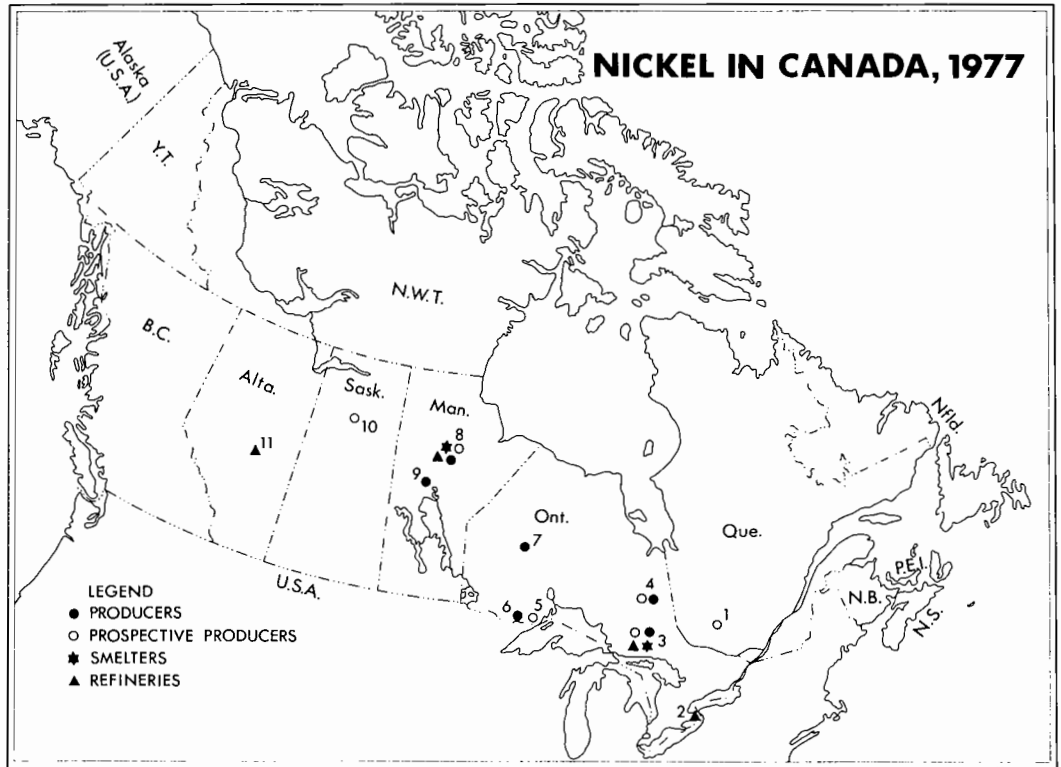 NICKEL IN CANADA, 1977
Alaska
(U.S.A.)
Y.T.
N.W.T.
B.C.
Alta.
Sask.
Man.
10
8
11
9
Nfld.
Ont.
7
Que.
P.E.I.
N.B.
N.S.
U.S.A.
4
6
5
1
3
2
LEGEND
PRODUCERS
PROSPECTIVE PRODUCERS
SMELTERS
REFINERIES